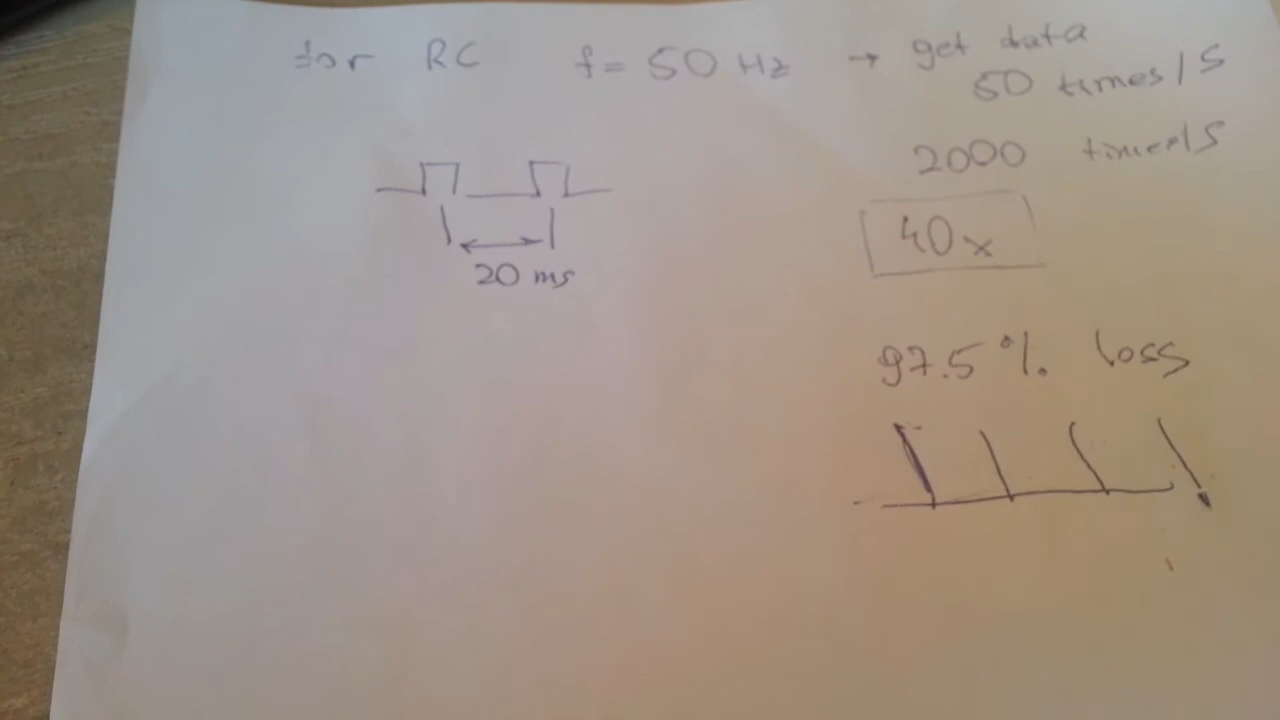 for RC f = 50 Hz → get data
50 times/S
2000 times/S
40x
20 ms
97.5 % loss